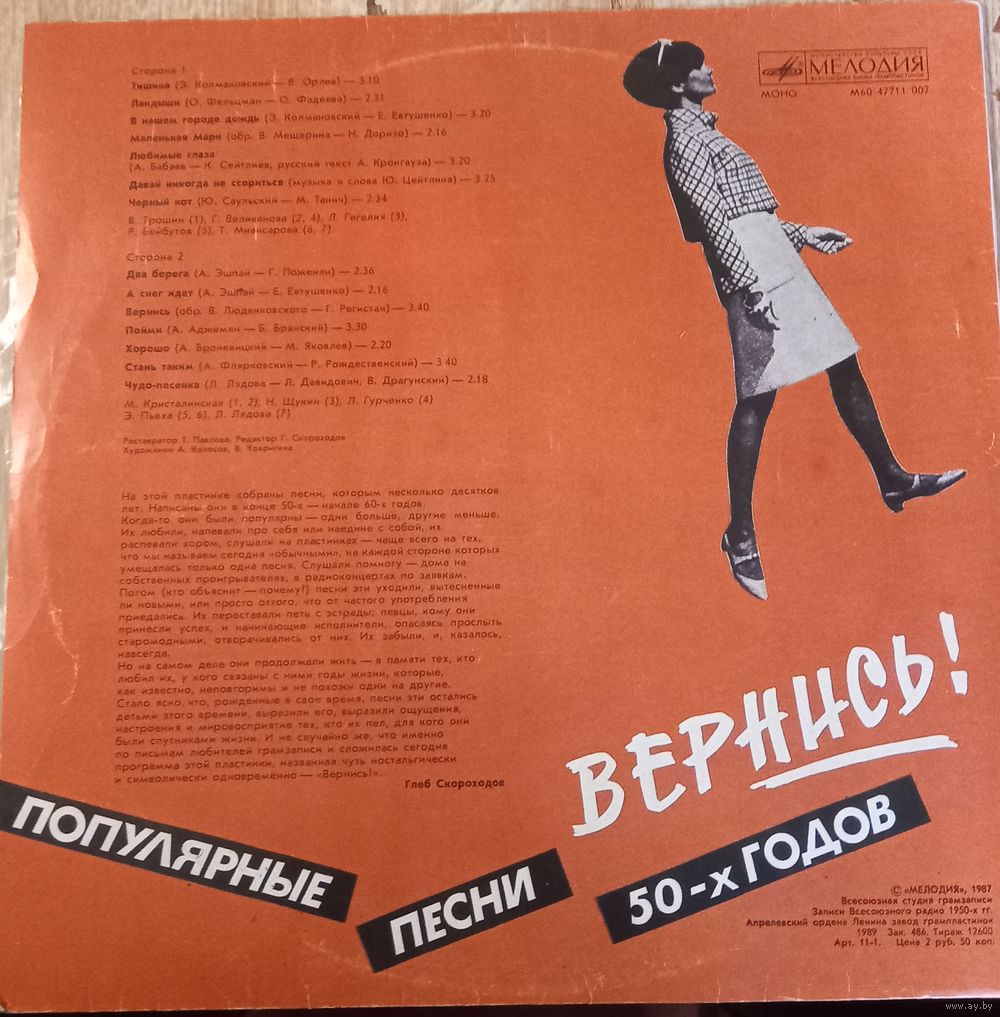 Сторона 1
Тишина (Э. Колмановский — В. Орлов) — 3.10
Ландыши (О. Фельцман — О. Фадеева) — 2.31
В нашем городе дождь (Э. Колмановский — Е. Евтушенко) — 3.20
Маленькая Мари (обр. В. Мещерина — Н. Доризо) — 2.16
Любимые глаза
(А. Бабаев — К. Сейтлиев, русский текст А. Кронгауза) — 3.20
Давай никогда не ссориться (музыка и слова Ю. Цейтлина) — 3.25
Черный кот (Ю. Саульский — М. Танич) — 2.34
В. Трошин (1), Г. Великанова (2, 4), Л. Гегелия (3),
Р. Бейбутов (5), Т. Миансарова (6, 7)
Сторона 2
Два берега (А. Эшпай — Г. Поженян) — 2.36
А снег идет (А. Эшпай — Е. Евтушенко) — 2.16
Вернись (обр. В. Людвиковского — Г. Регистан) — 3.40
Пойми (А. Аджемян — Б. Брянский) — 3.30
Хорошо (А. Броневицкий — М. Яковлев) — 2.20
Стань таким (А. Флярковский — Р. Рождественский) — 3.40
Чудо-песенка (Л. Лядова — Л. Давидович, В. Драгунский) — 2.18
М. Кристалинская (1, 2), Н. Щукин (3), Л. Гурченко (4)
Э. Пьеха (5, 6), Л. Лядова (7)
Реставратор Т. Павлова. Редактор Г. Скороходов
Художники А. Колосов, В. Ковригина
На этой пластинке собраны песни, которым несколько десятков
лет. Написаны они в конце 50-х — начале 60-х годов.
Когда-то они были популярны — одни больше, другие меньше.
Их любили, напевали про себя или наедине с собой, их
распевали хором, слушали на пластинках — чаще всего на тех,
что мы называем сегодня «обычными», на каждой стороне которых
умещалась только одна песня. Слушали помногу — дома на
собственных проигрывателях, в радиоконцертах по заявкам.
Потом (кто объяснит — почему?) песни эти уходили, вытесненные
ли новыми, или просто оттого, что от частого употребления
приедались. Их переставали петь с эстрады; певцы, кому они
принесли успех, и начинающие исполнители, опасаясь прослыть
старомодными, отворачивались от них. Их забыли, и, казалось,
навсегда.
Но на самом деле они продолжали жить — в памяти тех, кто
любил их, у кого связаны с ними годы жизни, которые,
как известно, неповторимы и не похожи одни на другие.
Стало ясно, что, рожденные в свое время, песни эти остались
детьми этого времени, выразили его, выразили ощущения,
настроения и мировосприятие тех, кто их пел, для кого они
были спутниками жизни. И не случайно же, что именно
по письмам любителей грамзаписи и сложилась сегодня
программа этой пластинки, названная чуть ностальгически
и символически одновременно — «Вернись!».
Глеб Скороходов
МИНИСТЕРСТВО КУЛЬТУРЫ СССР
МЕЛОДИЯ
ВСЕСОЮЗНАЯ ФИРМА ГРАМПЛАСТИНОК
МОНО М60 47711 007
ВЕРНИСЬ!
ПОПУЛЯРНЫЕ
ПЕСНИ
50-х ГОДОВ
© «МЕЛОДИЯ», 1987
Всесоюзная студия грамзаписи
Записи Всесоюзного радио 1950-х гг.
Апрелевский ордена Ленина завод грампластинок
1989 Зак. 486. Тираж 12600
Арт. 11-1. Цена 2 руб. 50 коп.
www.ay.by